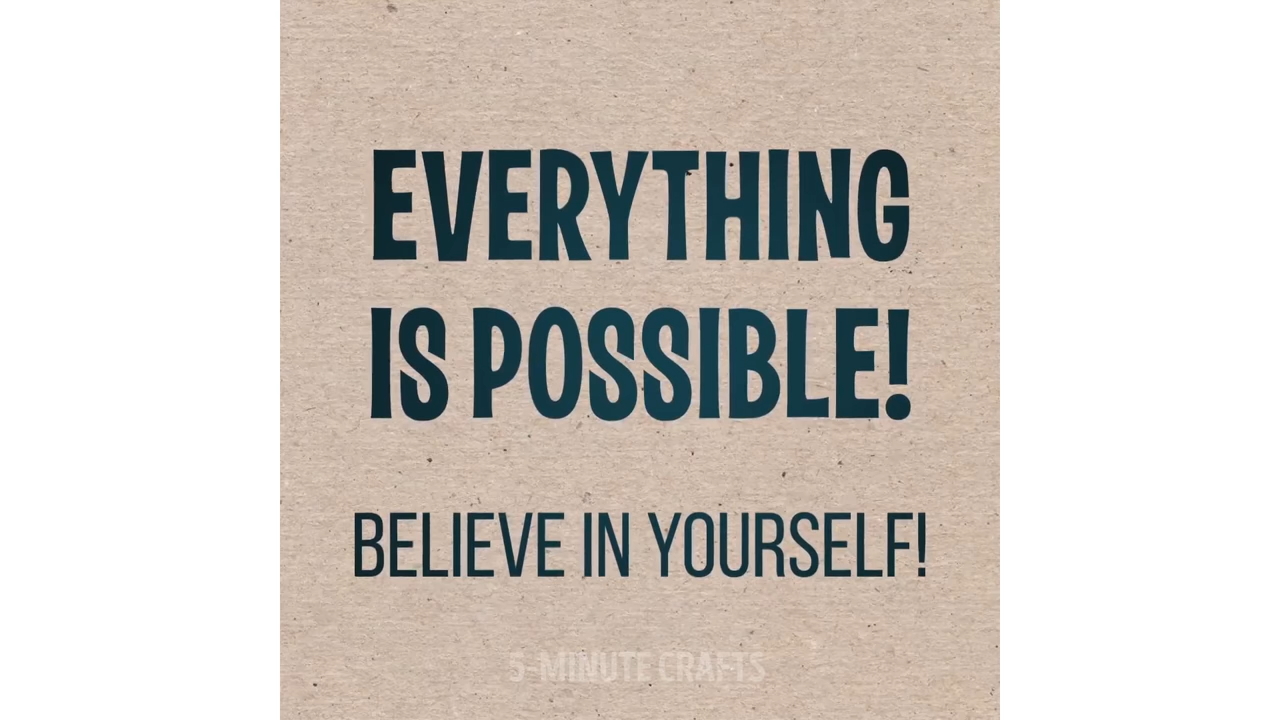 EVERYTHING
IS POSSIBLE!
BELIEVE IN YOURSELF!
5-MINUTE CRAFTS